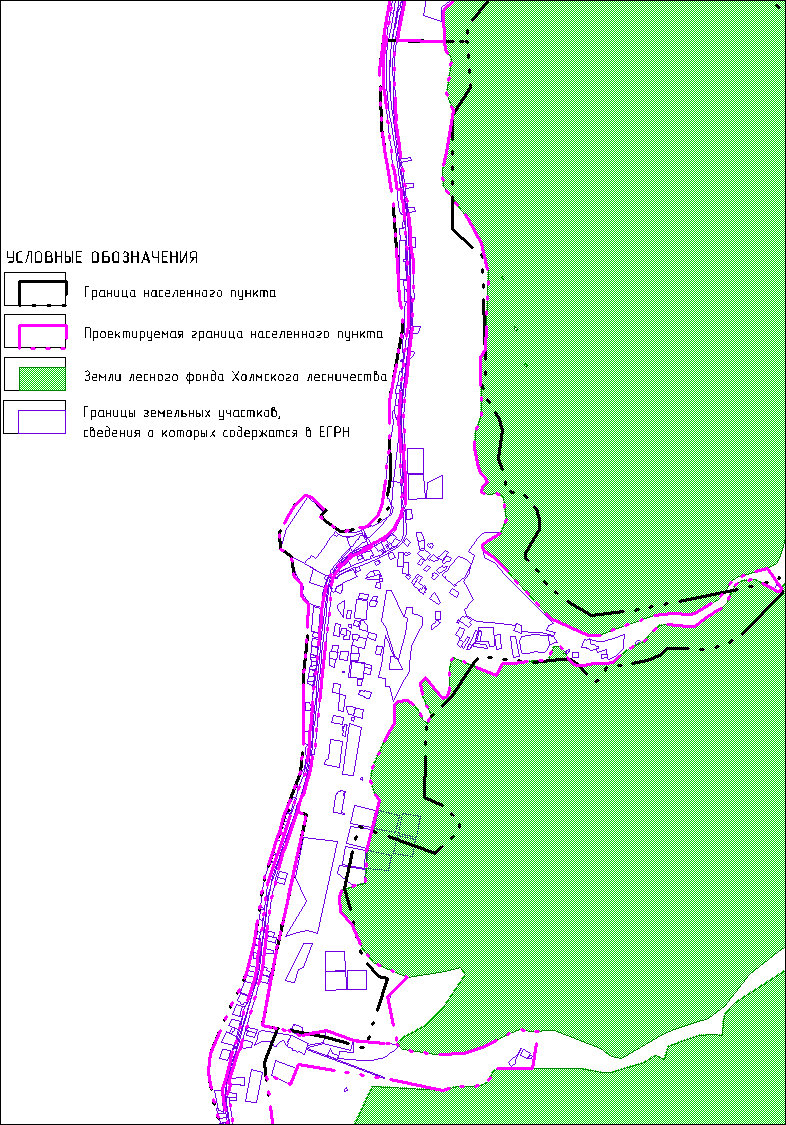 УСЛОВНЫЕ ОБОЗНАЧЕНИЯ
Граница населенного пункта
Проектируемая граница населенного пункта
Земли лесного фонда Холмского лесничества
Границы земельных участков,
сведения о которых содержатся в ЕГРН